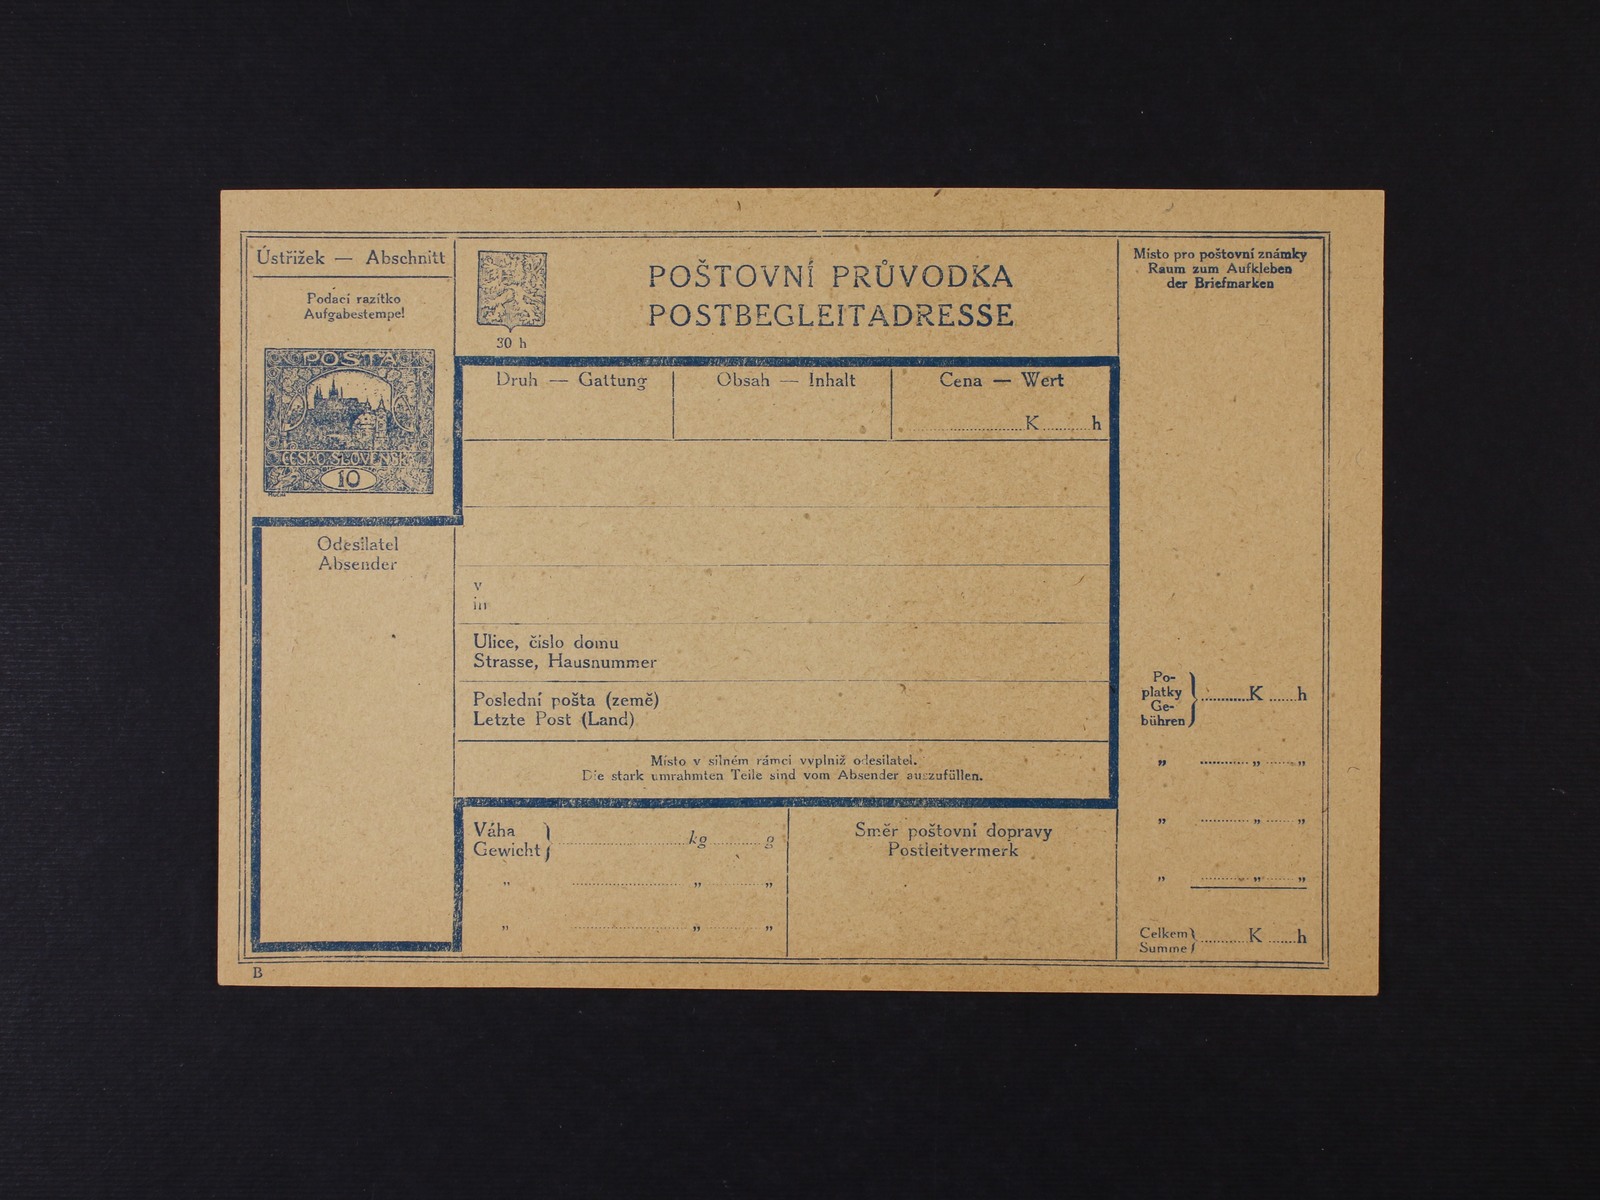 Ústřižek — Abschnitt
Podací razítko
Aufgabestempel
POŠTA
ČESKO-SLOVENSKÁ
10
MUCHA
Odesílatel
Absender
B
30 h
POŠTOVNÍ PRŮVODKA
POSTBEGLEITADRESSE
Druh — Gattung
Obsah — Inhalt
Cena — Wert
K h
v
in
Ulice, číslo domu
Strasse, Hausnummer
Poslední pošta (země)
Letzte Post (Land)
Místo v silném rámci vyplniž odesílatel.
Die stark umrahmten Teile sind vom Absender auszufüllen.
Váha
Gewicht } kg g
" " "
" " "
Směr poštovní dopravy
Postleitvermerk
Místo pro poštovní známky
Raum zum Aufkleben
der Briefmarken
Po-
platky
Ge-
bühren } K h
" " "
" " "
" " "
Celkem
Summe } K h